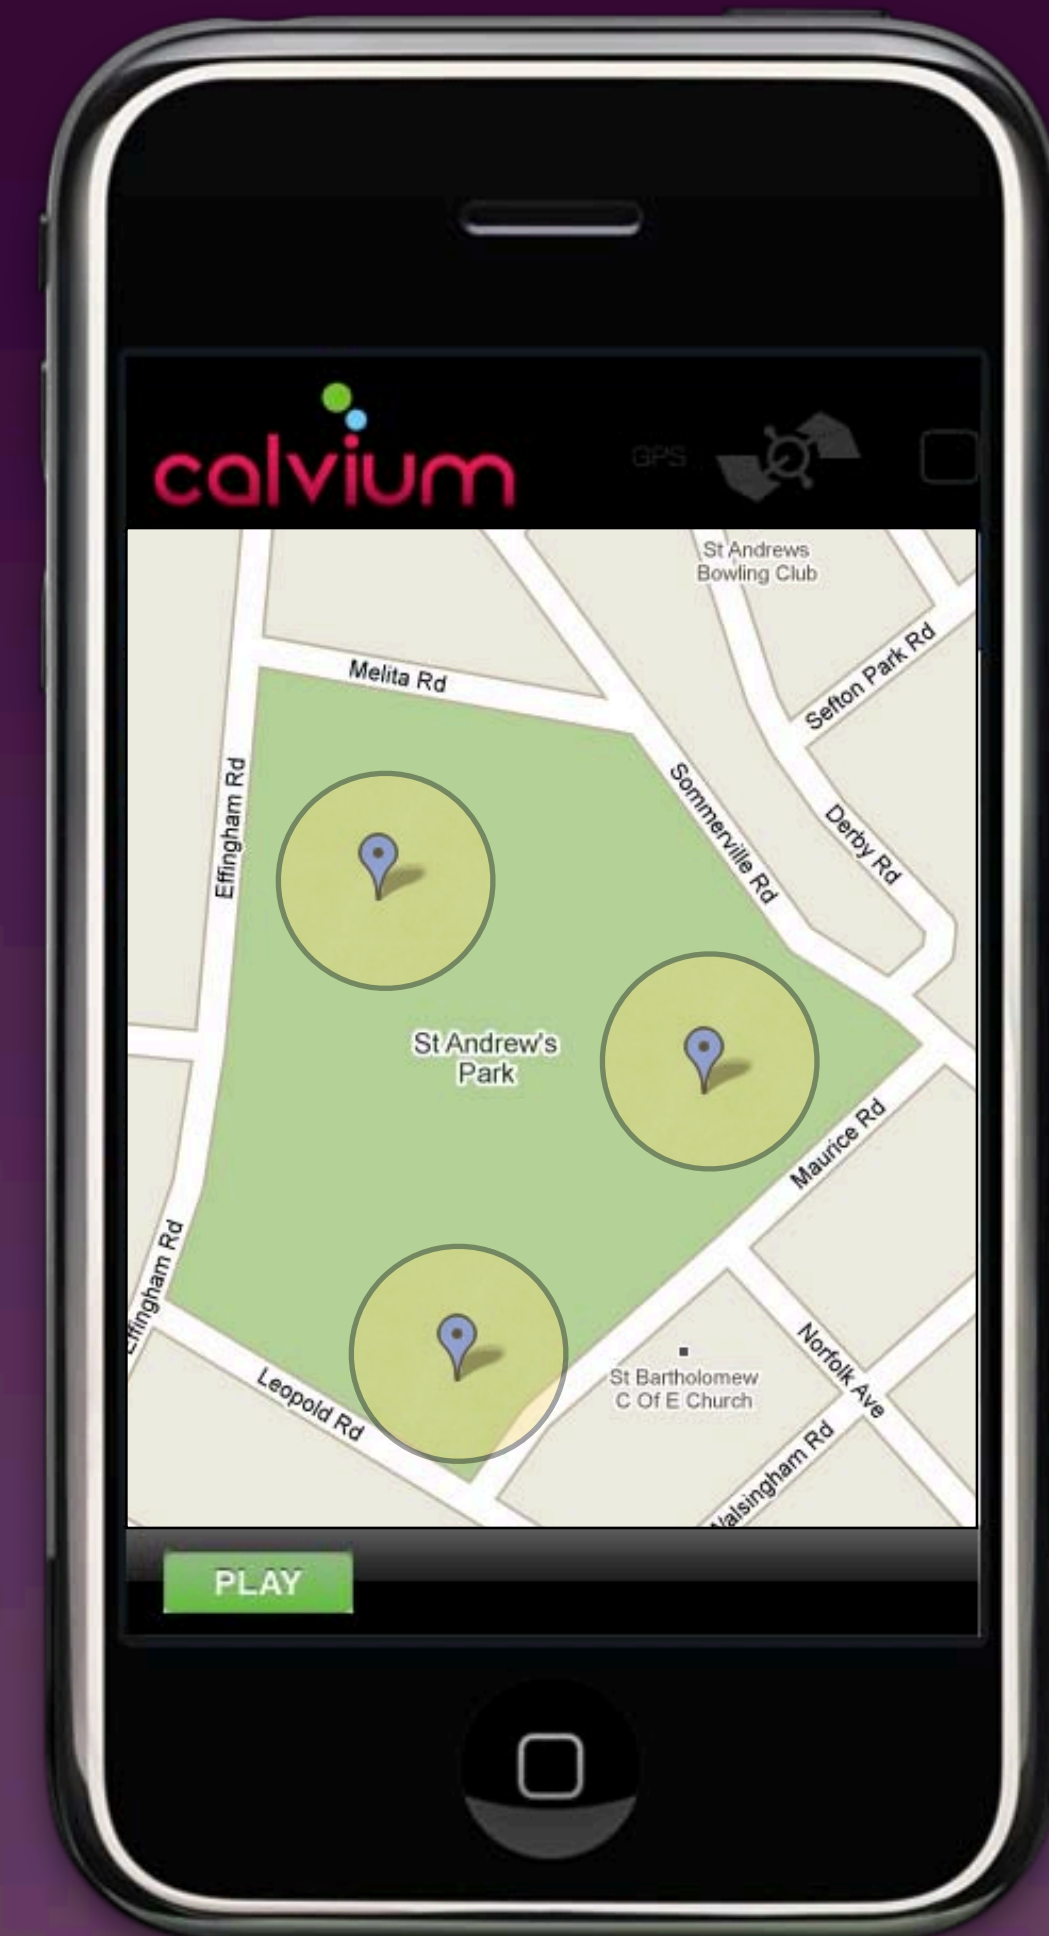 calvium
GPS
St Andrews
Bowling Club
Sefton Park Rd
Melita Rd
Effingham Rd
Sommerville Rd
Derby Rd
St Andrew's
Park
Maurice Rd
Effingham Rd
Leopold Rd
St Bartholomew
C Of E Church
Norfolk Ave
Walsingham Rd
PLAY